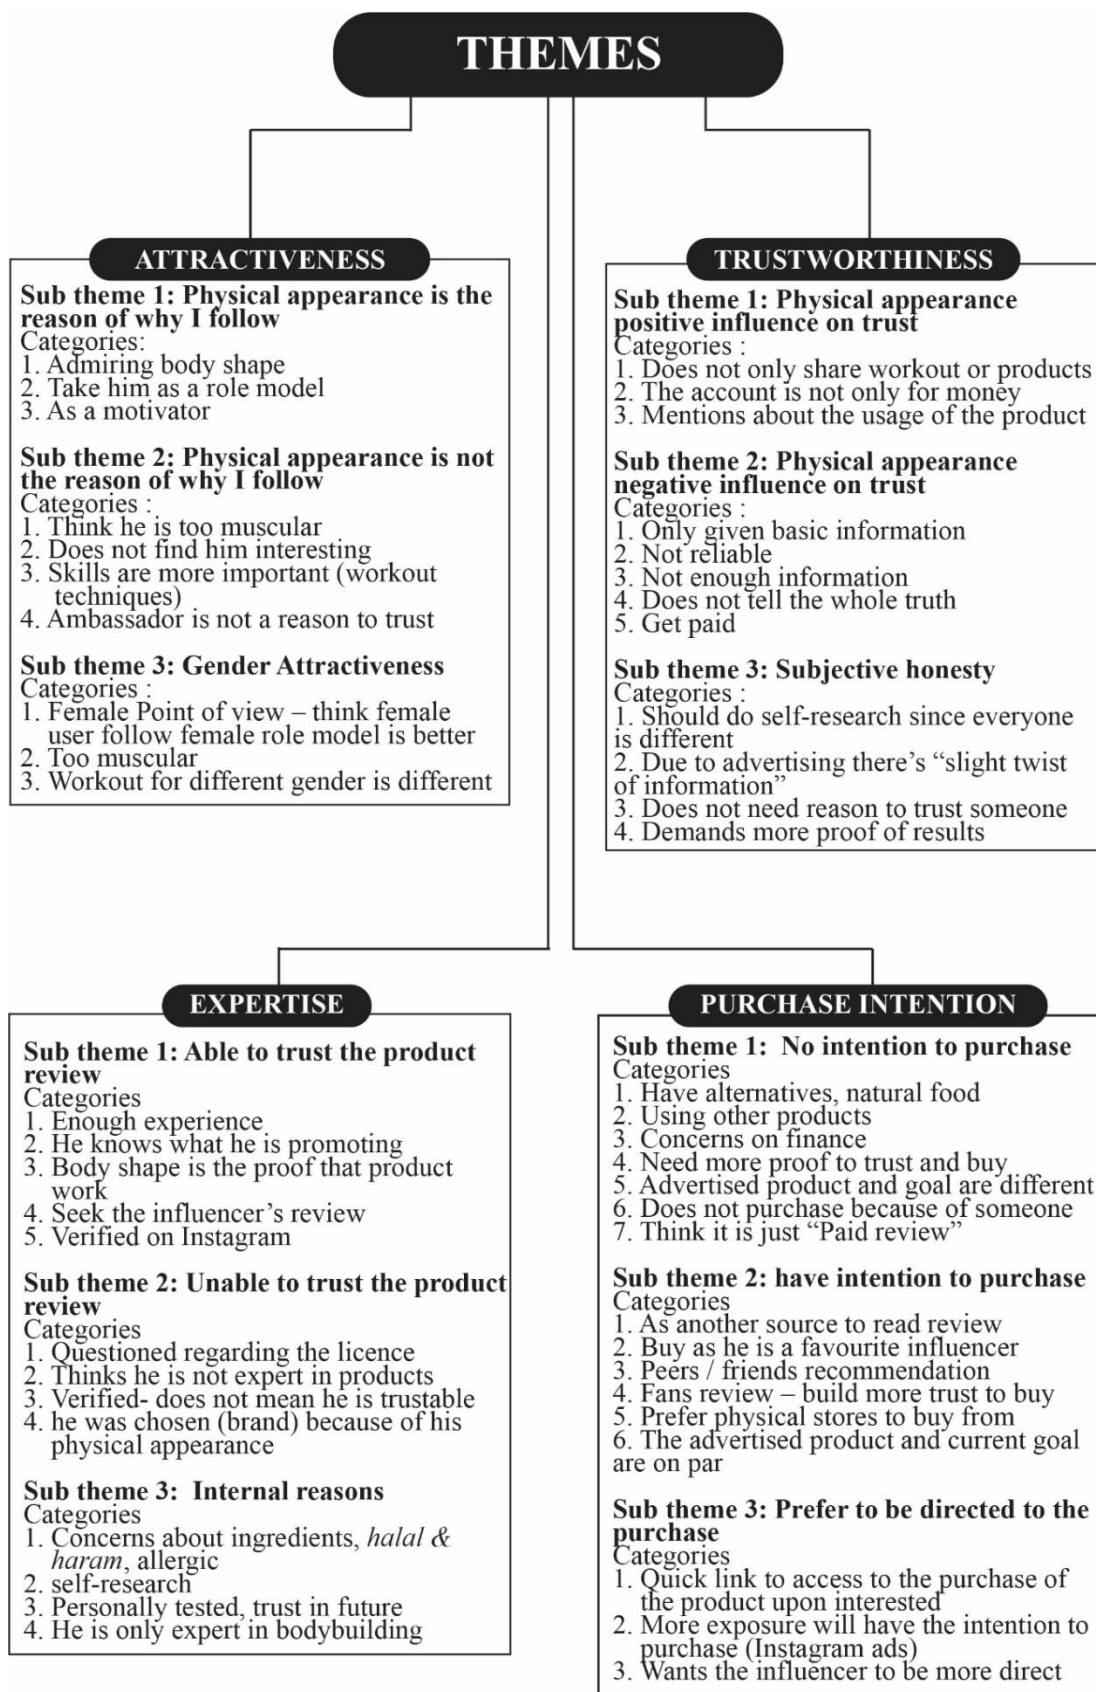 THEMES
ATTRACTIVENESS
Sub theme 1: Physical appearance is the
reason of why I follow
Categories:
1. Admiring body shape
2. Take him as a role model
3. As a motivator
Sub theme 2: Physical appearance is not
the reason of why I follow
Categories :
1. Think he is too muscular
2. Does not find him interesting
3. Skills are more important (workout
techniques)
4. Ambassador is not a reason to trust
Sub theme 3: Gender Attractiveness
Categories :
1. Female Point of view – think female
user follow female role model is better
2. Too muscular
3. Workout for different gender is different
TRUSTWORTHINESS
Sub theme 1: Physical appearance
positive influence on trust
Categories :
1. Does not only share workout or products
2. The account is not only for money
3. Mentions about the usage of the product
Sub theme 2: Physical appearance
negative influence on trust
Categories :
1. Only given basic information
2. Not reliable
3. Not enough information
4. Does not tell the whole truth
5. Get paid
Sub theme 3: Subjective honesty
Categories :
1. Should do self-research since everyone
is different
2. Due to advertising there’s “slight twist
of information”
3. Does not need reason to trust someone
4. Demands more proof of results
EXPERTISE
Sub theme 1: Able to trust the product
review
Categories
1. Enough experience
2. He knows what he is promoting
3. Body shape is the proof that product
work
4. Seek the influencer’s review
5. Verified on Instagram
Sub theme 2: Unable to trust the product
review
Categories
1. Questioned regarding the licence
2. Thinks he is not expert in products
3. Verified- does not mean he is trustable
4. he was chosen (brand) because of his
physical appearance
Sub theme 3: Internal reasons
Categories
1. Concerns about ingredients, halal &
haram, allergic
2. self-research
3. Personally tested, trust in future
4. He is only expert in bodybuilding
PURCHASE INTENTION
Sub theme 1: No intention to purchase
Categories
1. Have alternatives, natural food
2. Using other products
3. Concerns on finance
4. Need more proof to trust and buy
5. Advertised product and goal are different
6. Does not purchase because of someone
7. Think it is just “Paid review”
Sub theme 2: have intention to purchase
Categories
1. As another source to read review
2. Buy as he is a favourite influencer
3. Peers / friends recommendation
4. Fans review – build more trust to buy
5. Prefer physical stores to buy from
6. The advertised product and current goal
are on par
Sub theme 3: Prefer to be directed to the
purchase
Categories
1. Quick link to access to the purchase of
the product upon interested
2. More exposure will have the intention to
purchase (Instagram ads)
3. Wants the influencer to be more direct